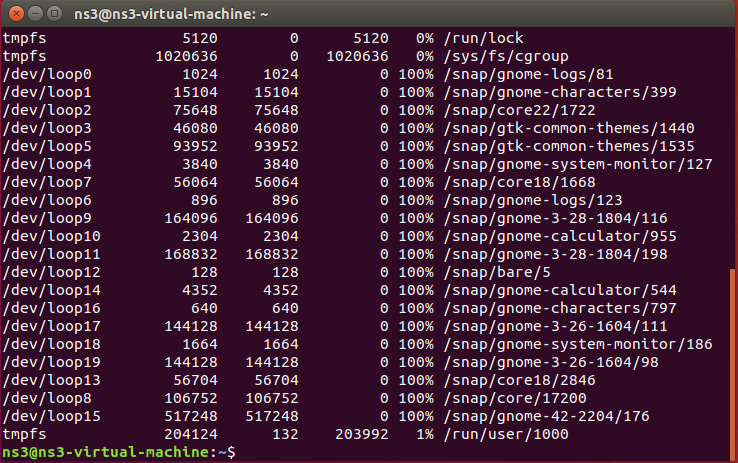 ns3@ns3-virtual-machine: ~
tmpfs 5120 0 5120 0% /run/lock
tmpfs 1020636 0 1020636 0% /sys/fs/cgroup
/dev/loop0 1024 1024 0 100% /snap/gnome-logs/81
/dev/loop1 15104 15104 0 100% /snap/gnome-characters/399
/dev/loop2 75648 75648 0 100% /snap/core22/1722
/dev/loop3 46080 46080 0 100% /snap/gtk-common-themes/1440
/dev/loop5 93952 93952 0 100% /snap/gtk-common-themes/1535
/dev/loop4 3840 3840 0 100% /snap/gnome-system-monitor/127
/dev/loop7 56064 56064 0 100% /snap/core18/1668
/dev/loop6 896 896 0 100% /snap/gnome-logs/123
/dev/loop9 164096 164096 0 100% /snap/gnome-3-28-1804/116
/dev/loop10 2304 2304 0 100% /snap/gnome-calculator/955
/dev/loop11 168832 168832 0 100% /snap/gnome-3-28-1804/198
/dev/loop12 128 128 0 100% /snap/bare/5
/dev/loop14 4352 4352 0 100% /snap/gnome-calculator/544
/dev/loop16 640 640 0 100% /snap/gnome-characters/797
/dev/loop17 144128 144128 0 100% /snap/gnome-3-26-1604/111
/dev/loop18 1664 1664 0 100% /snap/gnome-system-monitor/186
/dev/loop19 144128 144128 0 100% /snap/gnome-3-26-1604/98
/dev/loop13 56704 56704 0 100% /snap/core18/2846
/dev/loop8 106752 106752 0 100% /snap/core/17200
/dev/loop15 517248 517248 0 100% /snap/gnome-42-2204/176
tmpfs 204124 132 203992 1% /run/user/1000
ns3@ns3-virtual-machine:~$